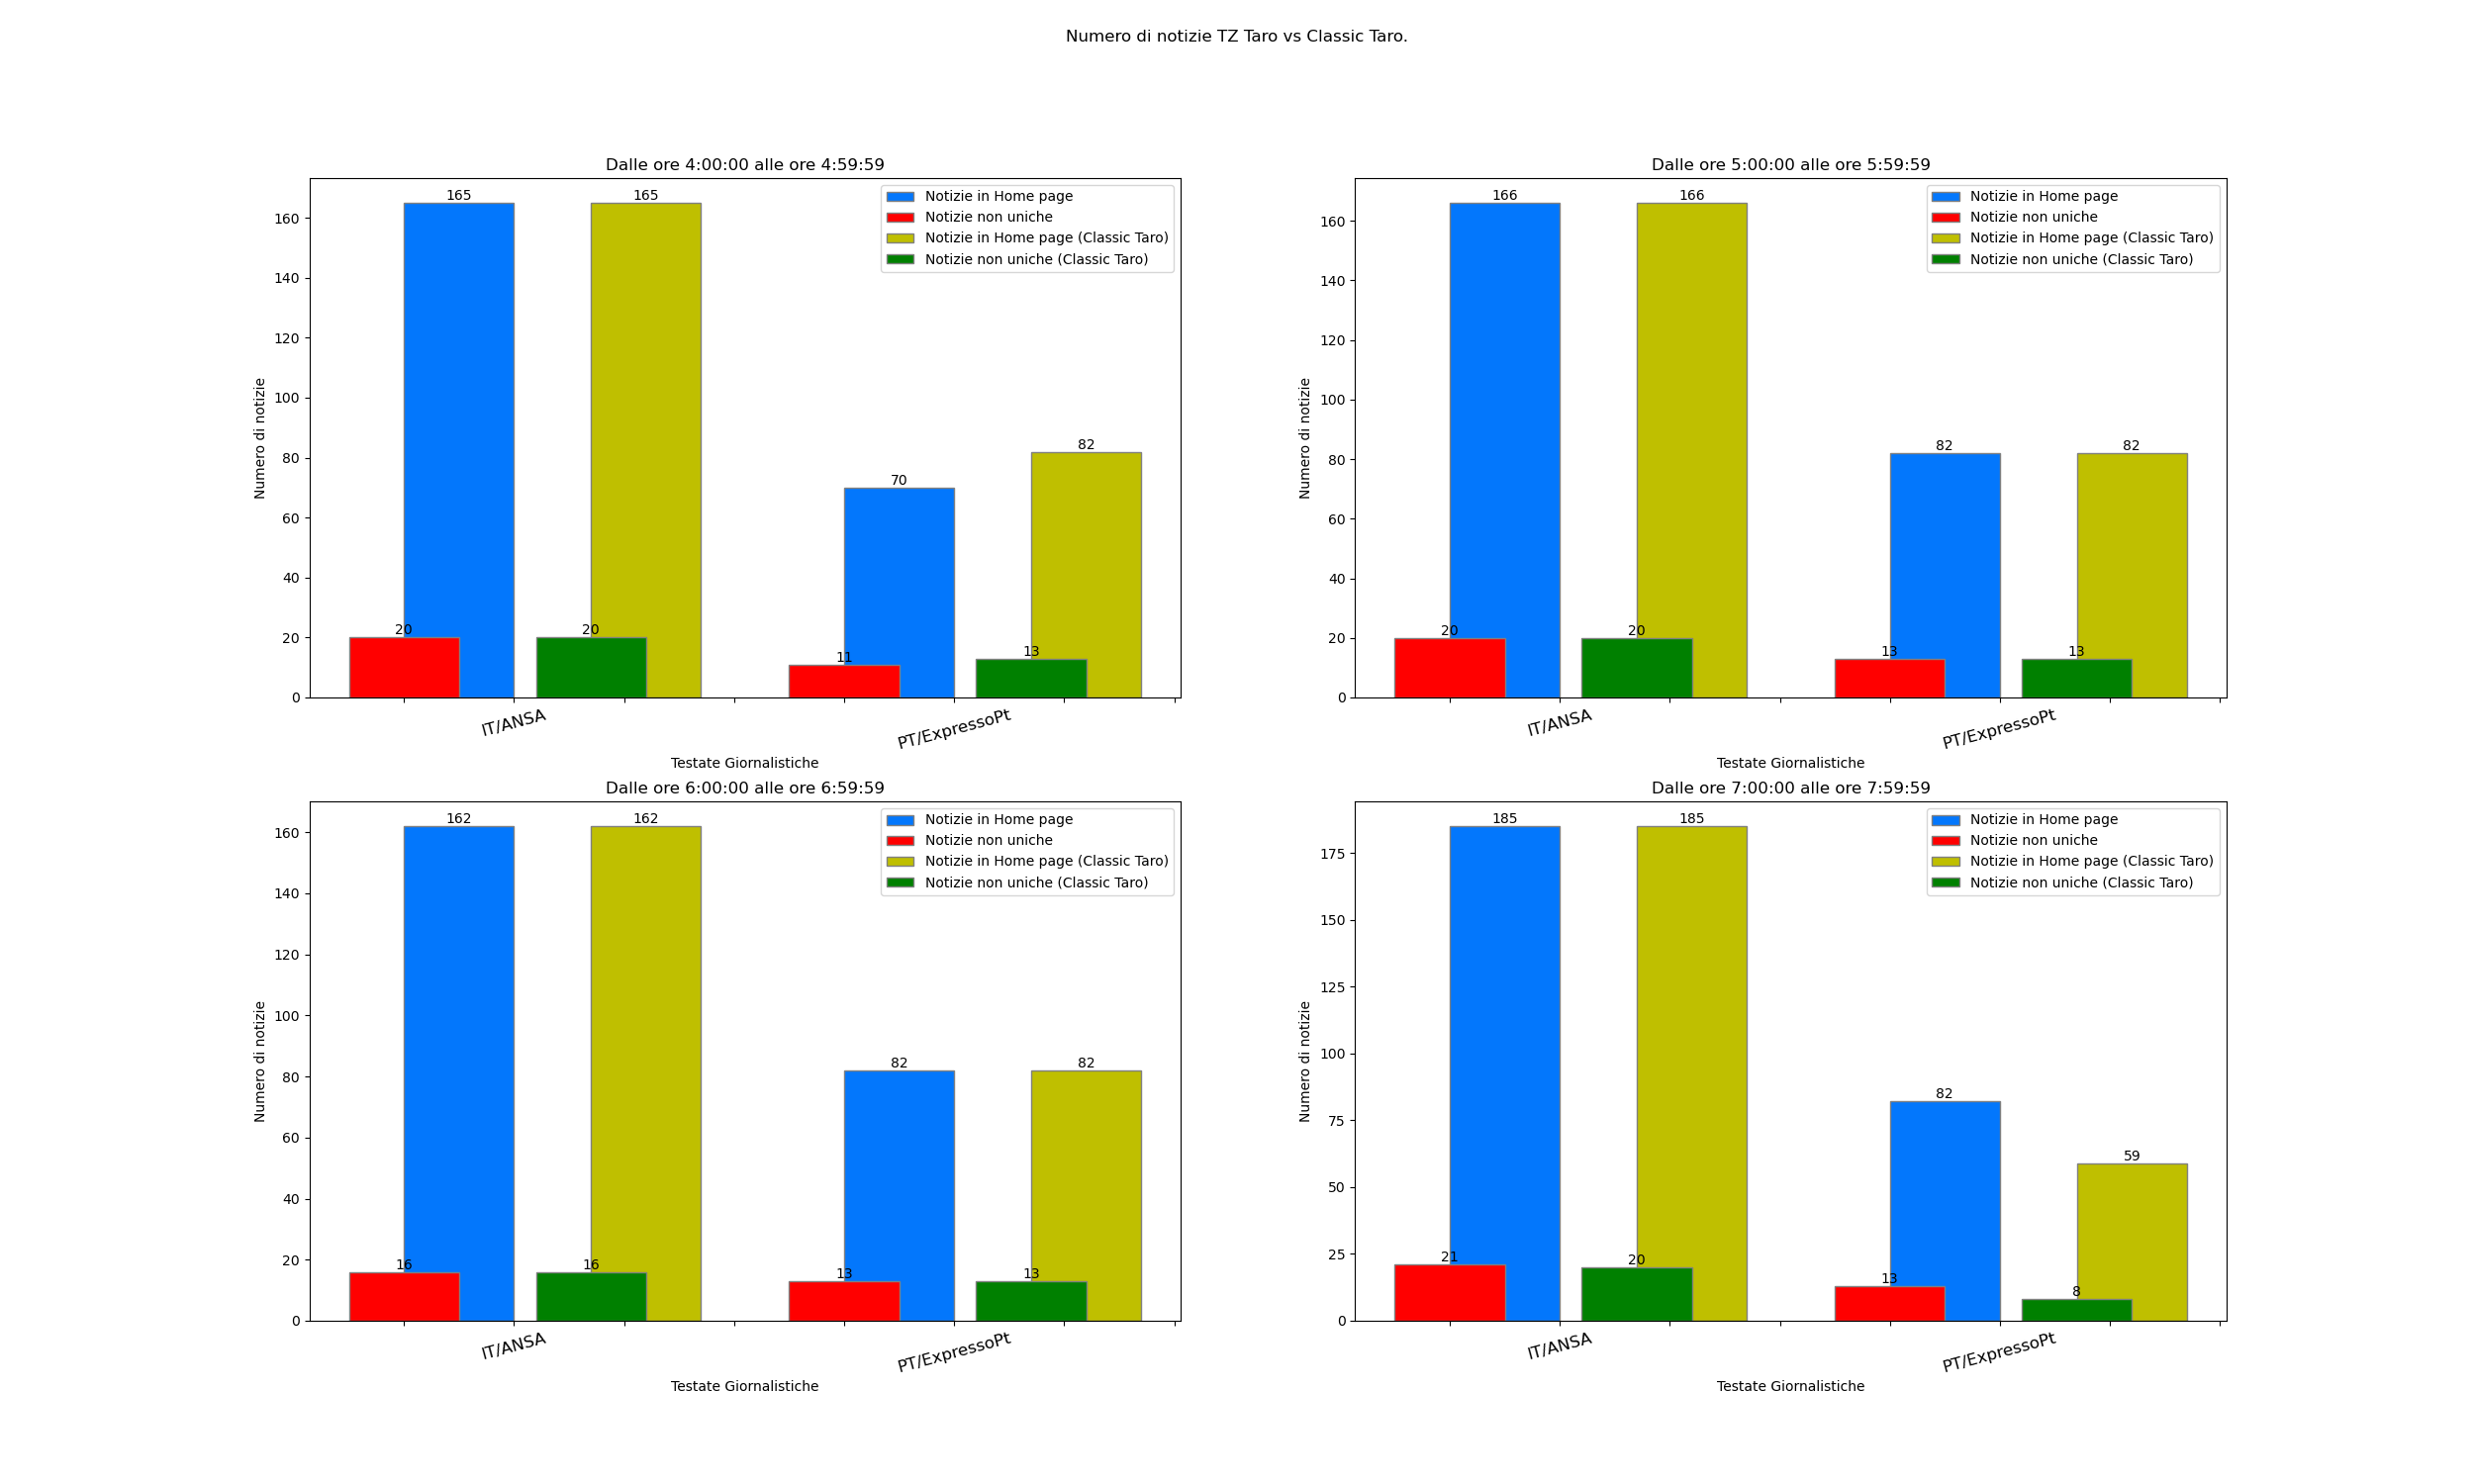 Numero di notizie TZ Taro vs Classic Taro.
Dalle ore 4:00:00 alle ore 4:59:59
Numero di notizie
160
140
120
100
80
60
40
20
0
165
165
82
70
20
20
11
13
Notizie in Home page
Notizie non uniche
Notizie in Home page (Classic Taro)
Notizie non uniche (Classic Taro)
IT/ANSA
PT/ExpressoPt
Testate Giornalistiche
Dalle ore 5:00:00 alle ore 5:59:59
Numero di notizie
160
140
120
100
80
60
40
20
0
166
166
82
82
20
20
13
13
Notizie in Home page
Notizie non uniche
Notizie in Home page (Classic Taro)
Notizie non uniche (Classic Taro)
IT/ANSA
PT/ExpressoPt
Testate Giornalistiche
Dalle ore 6:00:00 alle ore 6:59:59
Numero di notizie
160
140
120
100
80
60
40
20
0
162
162
82
82
16
16
13
13
Notizie in Home page
Notizie non uniche
Notizie in Home page (Classic Taro)
Notizie non uniche (Classic Taro)
IT/ANSA
PT/ExpressoPt
Testate Giornalistiche
Dalle ore 7:00:00 alle ore 7:59:59
Numero di notizie
175
150
125
100
75
50
25
0
185
185
82
59
21
20
13
8
Notizie in Home page
Notizie non uniche
Notizie in Home page (Classic Taro)
Notizie non uniche (Classic Taro)
IT/ANSA
PT/ExpressoPt
Testate Giornalistiche